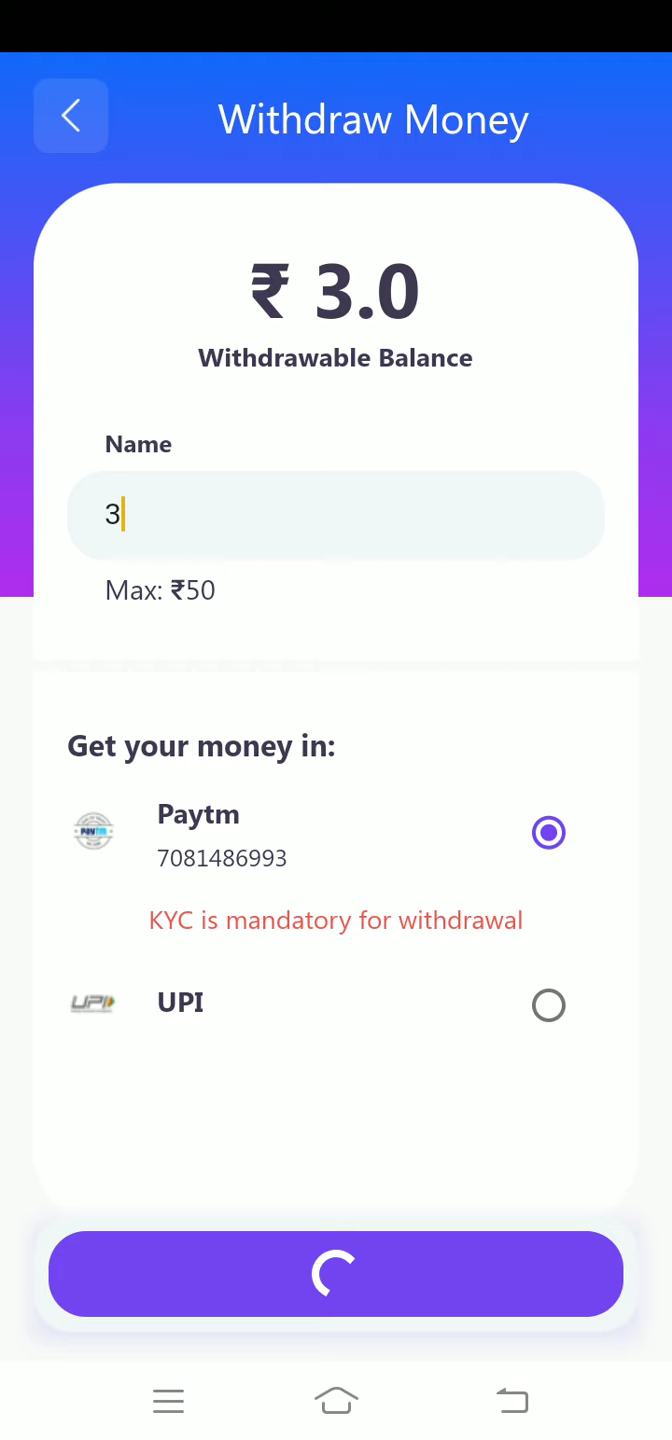 Withdraw Money
₹ 3.0
Withdrawable Balance
Name
3
Max: ₹50
Get your money in:
Paytm
7081486993
KYC is mandatory for withdrawal
UPI